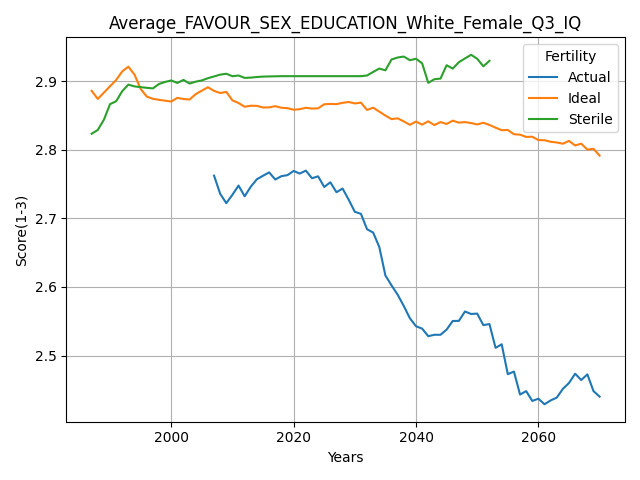 Average_FAVOUR_SEX_EDUCATION_White_Female_Q3_IQ
Fertility
Actual
Ideal
Sterile
Score(1-3)
2.9
2.8
2.7
2.6
2.5
2000
2020
2040
2060
Years